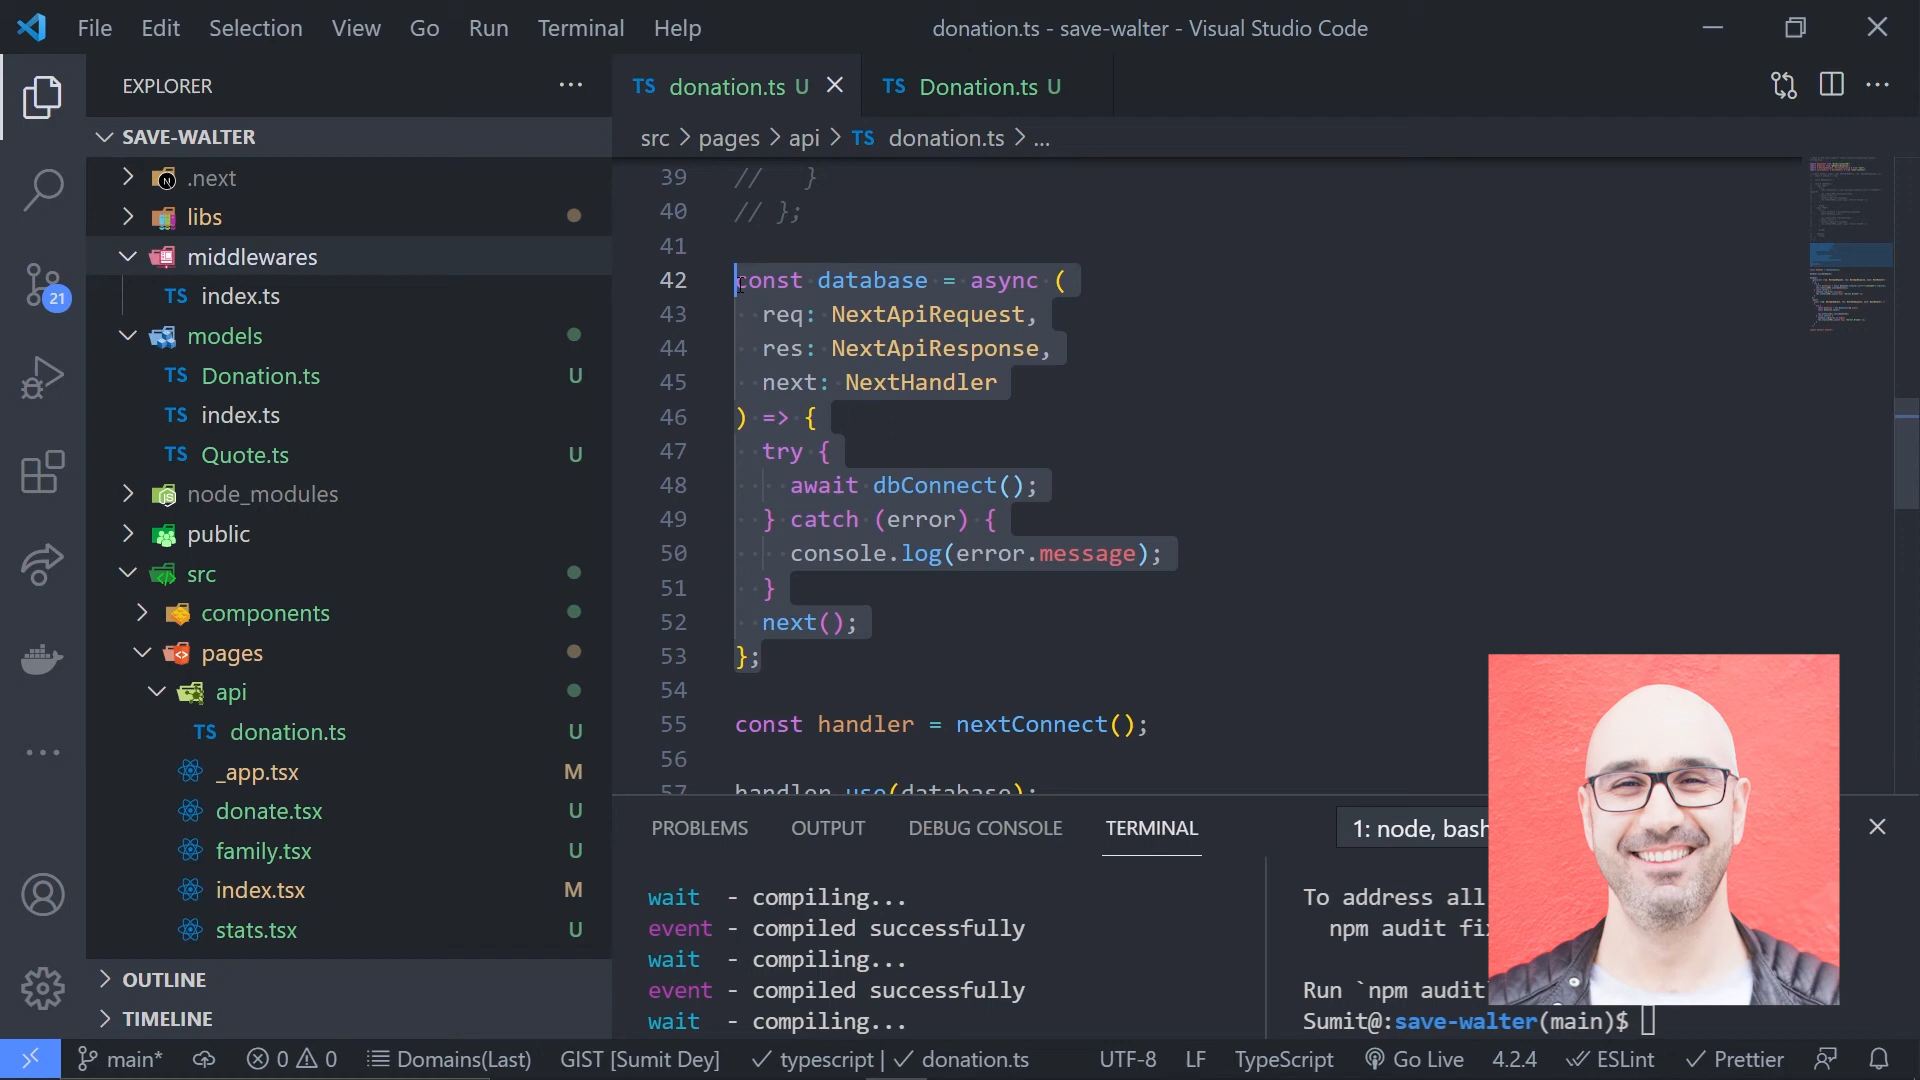 File Edit Selection View Go Run Terminal Help
donation.ts - save-walter - Visual Studio Code
EXPLORER
SAVE-WALTER
.next
libs
middlewares
TS index.ts
models
TS Donation.ts U
TS index.ts
TS Quote.ts U
node_modules
public
src
components
pages
api
TS donation.ts U
_app.tsx M
donate.tsx U
family.tsx U
index.tsx M
stats.tsx U
OUTLINE
TIMELINE
21
TS donation.ts U
TS Donation.ts U
src > pages > api > TS donation.ts > ...
39 //   }
40 // };
41
42 const database = async (
43   req: NextApiRequest,
44   res: NextApiResponse,
45   next: NextHandler
46 ) => {
47   try {
48     await dbConnect();
49   } catch (error) {
50     console.log(error.message);
51   }
52   next();
53 };
54
55 const handler = nextConnect();
56
57 handler.use(database);
PROBLEMS OUTPUT DEBUG CONSOLE TERMINAL
1: node, bash
wait - compiling...
event - compiled successfully
wait - compiling...
event - compiled successfully
wait - compiling...
To address all
npm audit fi
Run `npm audit`
Sumit@:save-walter(main)$
main* 0 0 Domains(Last) GIST [Sumit Dey] typescript | donation.ts UTF-8 LF TypeScript Go Live 4.2.4 ESLint Prettier